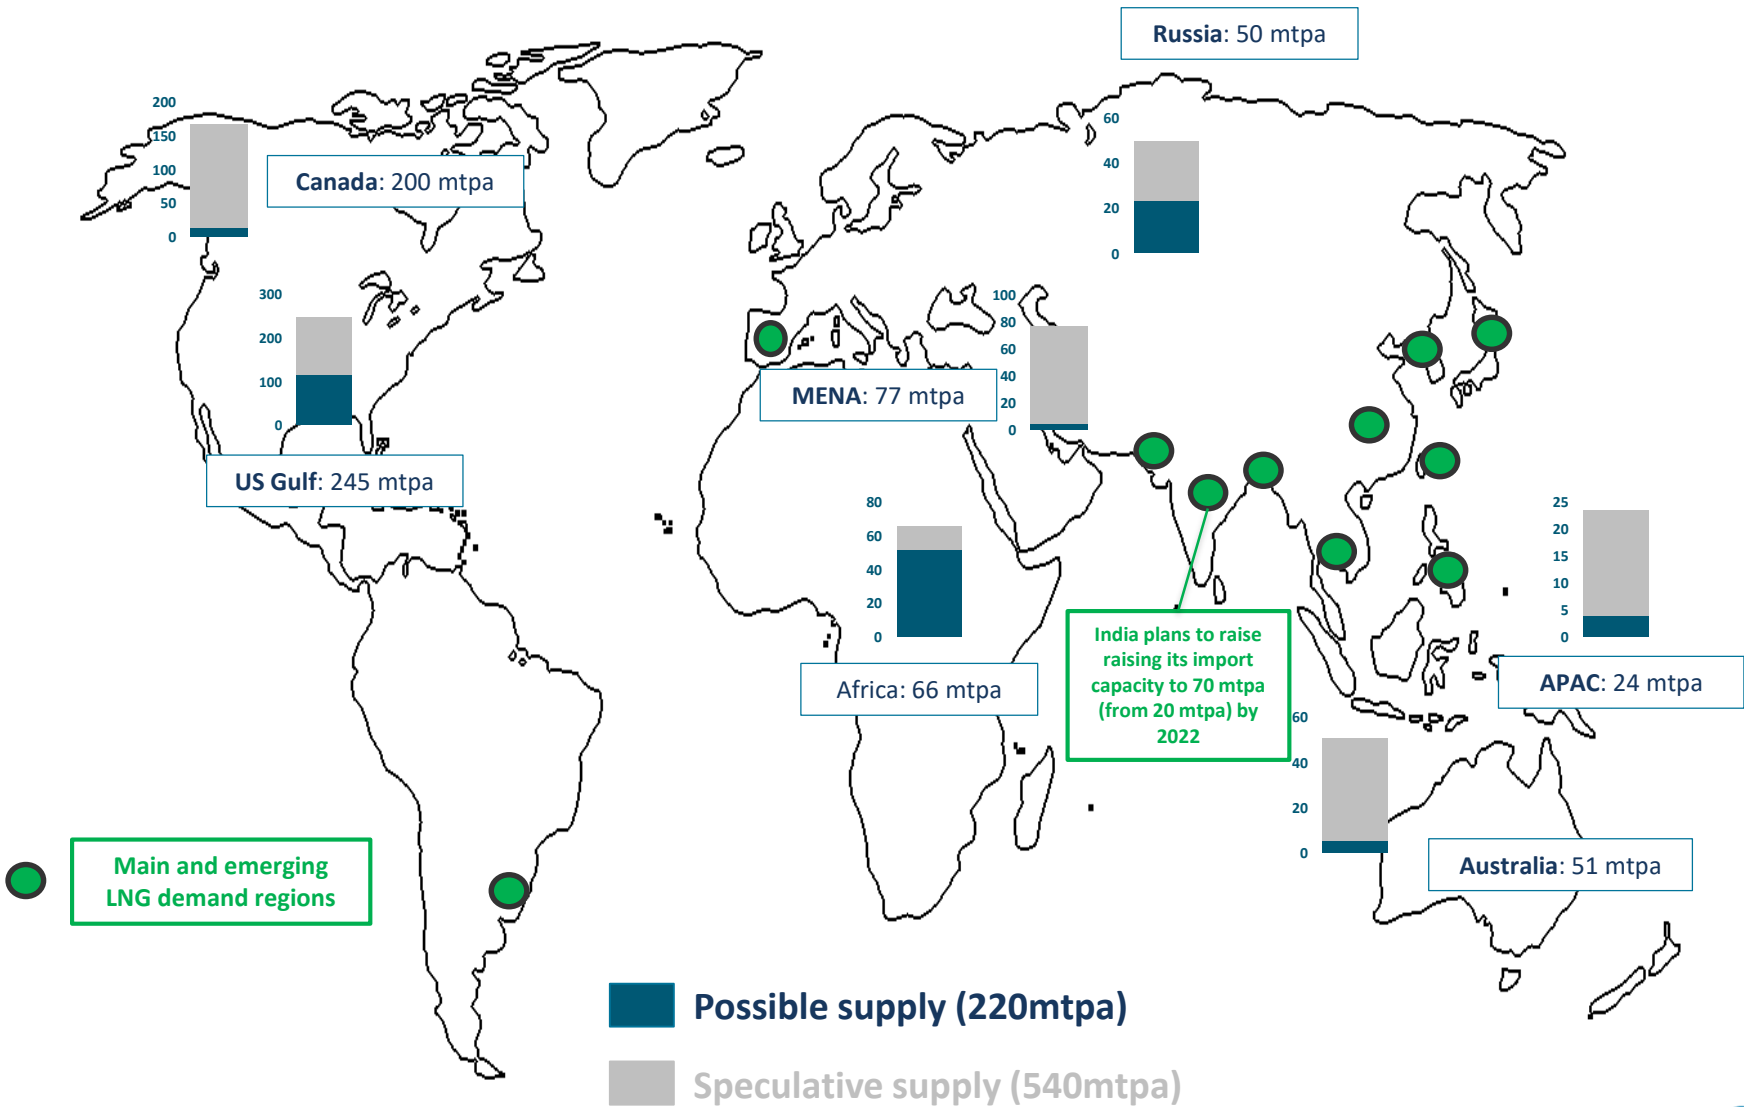 Russia: 50 mtpa
60
40
20
0
200
150
100
50
0
Canada: 200 mtpa
300
200
100
0
US Gulf: 245 mtpa
100
80
60
40
20
0
MENA: 77 mtpa
80
60
40
20
0
Africa: 66 mtpa
India plans to raise
raising its import
capacity to 70 mtpa
(from 20 mtpa) by
2022
25
20
15
10
5
0
APAC: 24 mtpa
60
40
20
0
Australia: 51 mtpa
Main and emerging
LNG demand regions
Possible supply (220mtpa)
Speculative supply (540mtpa)